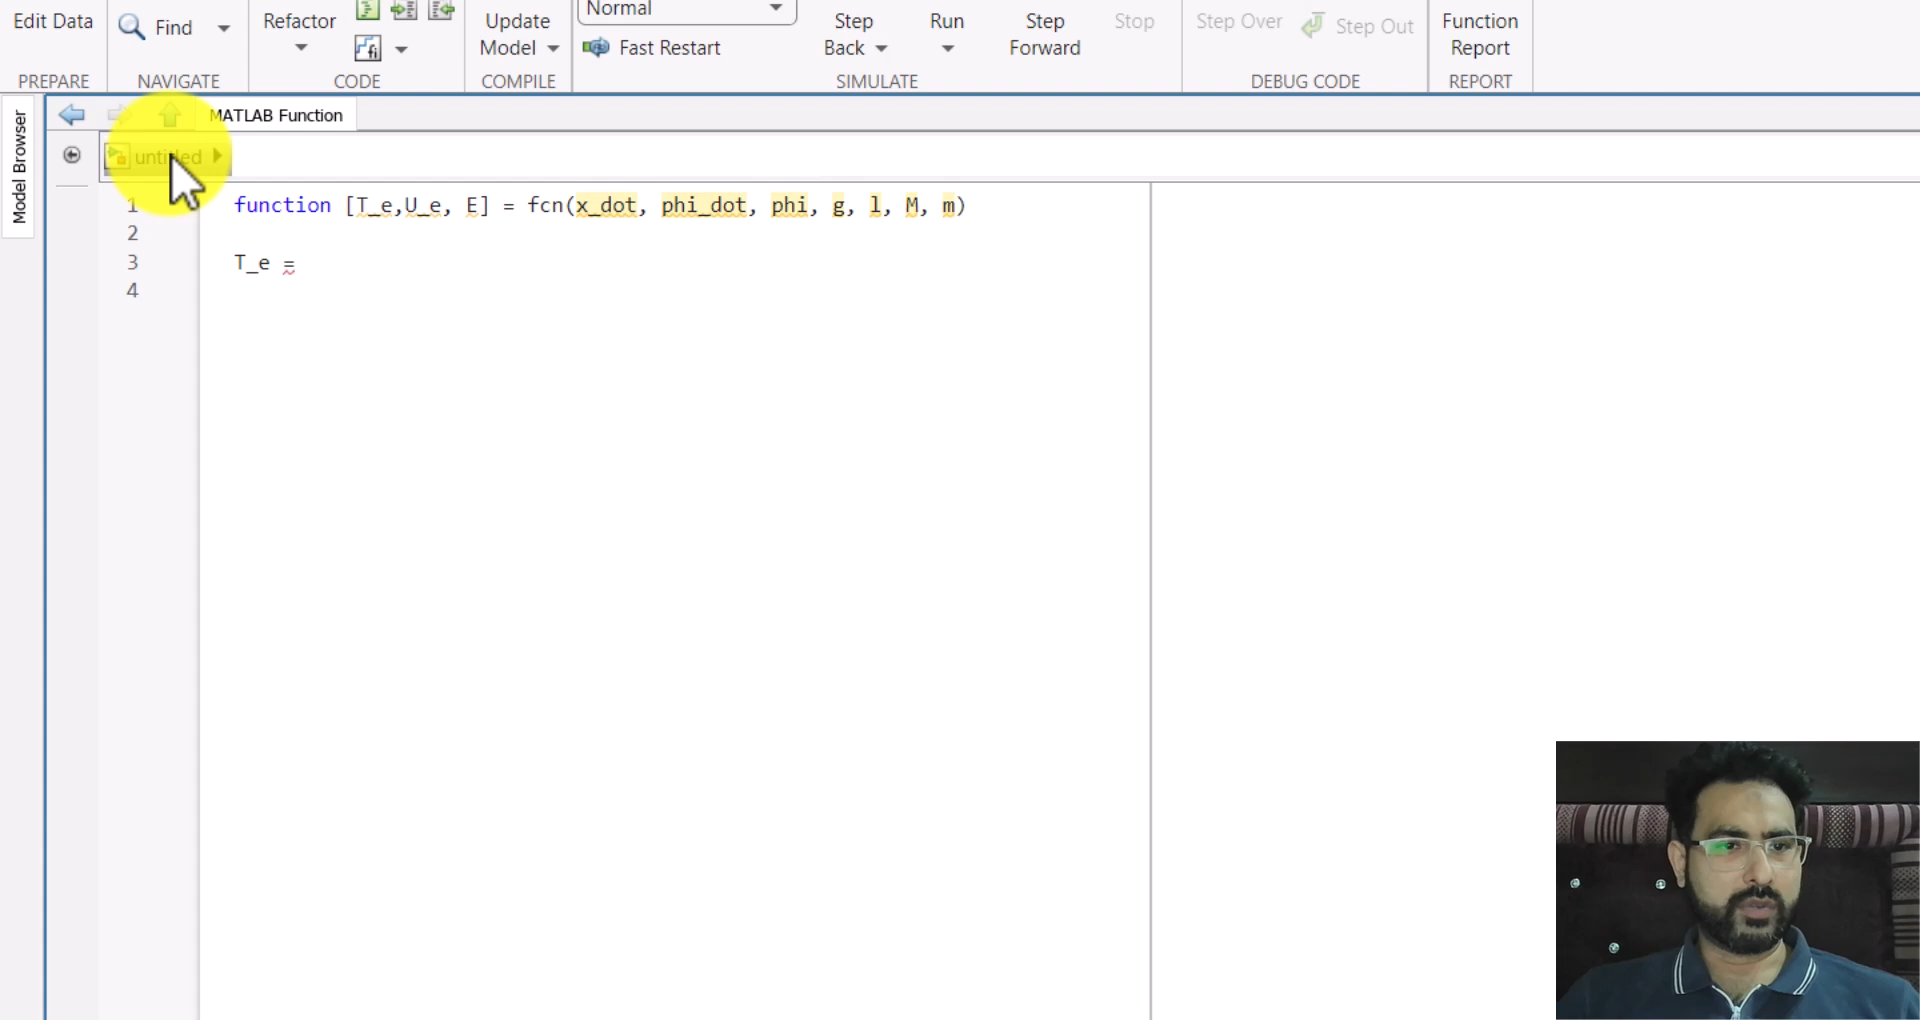 Edit Data
Find
Refactor
Update
Model
Normal
Fast Restart
Step
Back
Run
Step
Forward
Stop
Step Over
Step Out
Function
Report
PREPARE
NAVIGATE
CODE
COMPILE
SIMULATE
DEBUG CODE
REPORT
Model Browser
MATLAB Function
untitled
1 function [T_e,U_e, E] = fcn(x_dot, phi_dot, phi, g, l, M, m)
2
3 T_e =
4